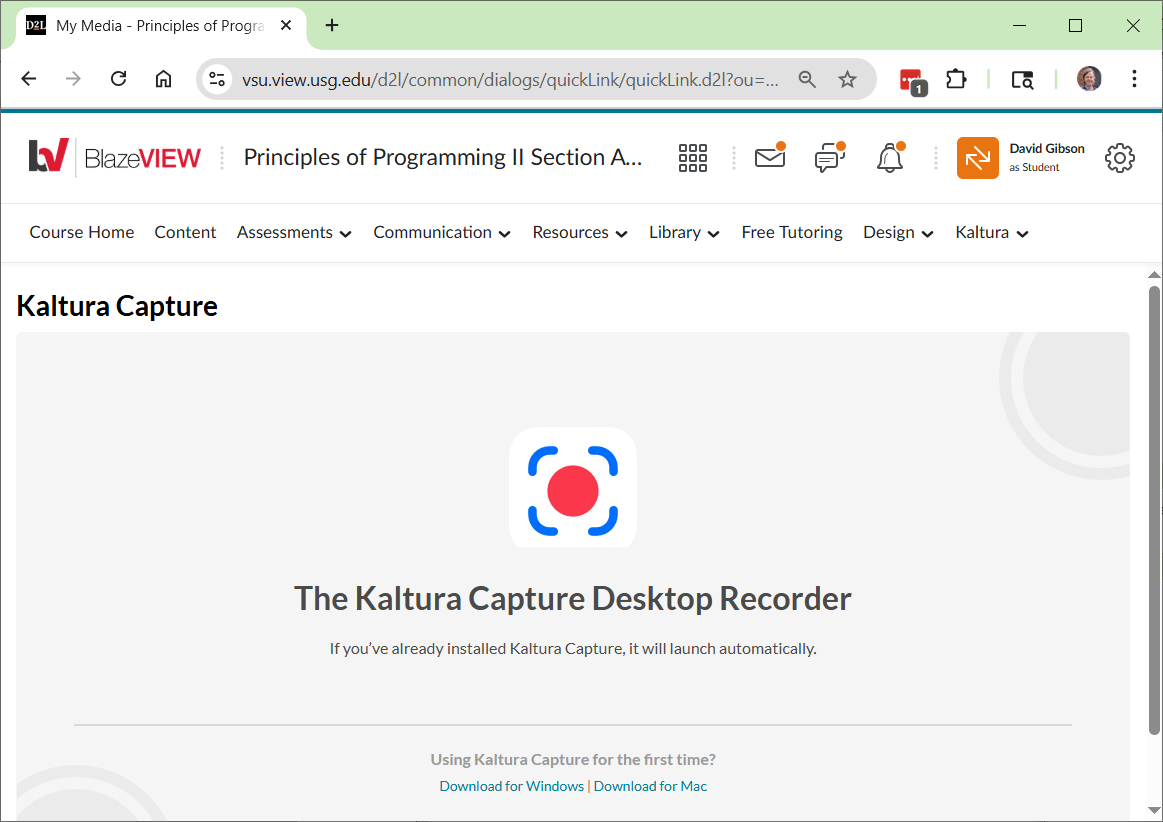 D2L My Media - Principles of Progra
vsu.view.usg.edu/d2l/common/dialogs/quickLink/quickLink.d2l?ou=...
1
BlazeVIEW
Principles of Programming II Section A...
David Gibson
as Student
Course Home Content Assessments Communication Resources Library Free Tutoring Design Kaltura
Kaltura Capture
The Kaltura Capture Desktop Recorder
If you’ve already installed Kaltura Capture, it will launch automatically.
Using Kaltura Capture for the first time?
Download for Windows | Download for Mac